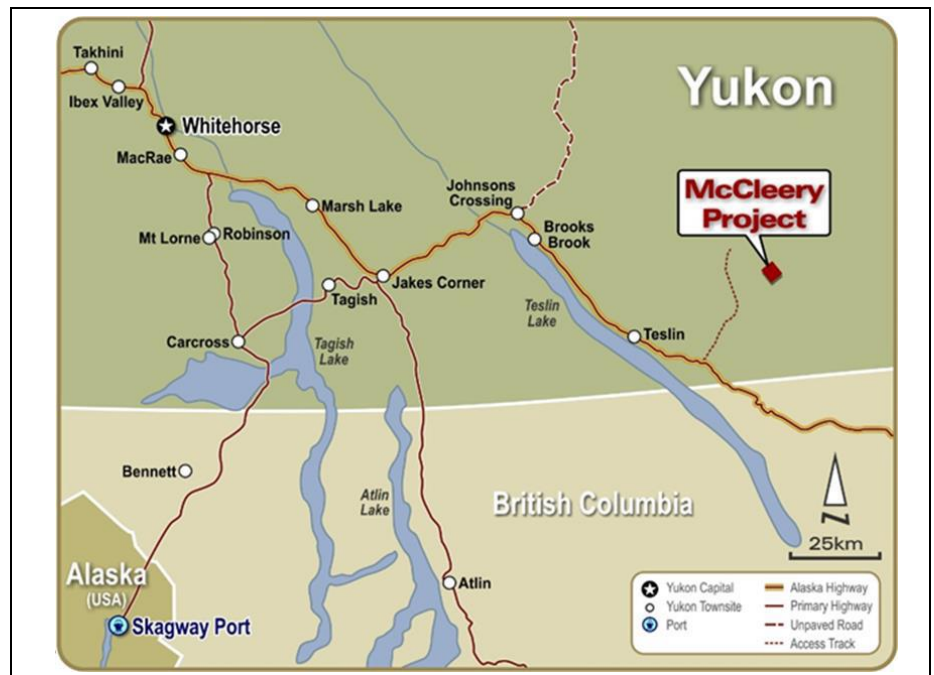 Takhini
Ibex Valley
Yukon
Whitehorse
MacRae
McCleery
Project
Johnsons
Crossing
Marsh Lake
Brooks
Brook
Mt Lorne
Robinson
Jakes Corner
Tagish
Teslin
Lake
Teslin
Carcross
Tagish
Lake
Bennett
Atlin
Lake
British Columbia
N
25km
Alaska
(USA)
Atlin
Skagway Port
Yukon Capital
Yukon Townsite
Port
Alaska Highway
Primary Highway
Unpaved Road
Access Track